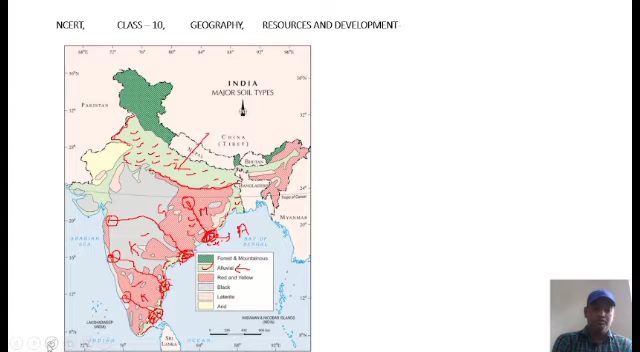 NCERT, CLASS – 10, GEOGRAPHY, RESOURCES AND DEVELOPMENT-
INDIA
MAJOR SOIL TYPES
PAKISTAN
CHINA
(TIBET)
NEPAL
BHUTAN
BANGLADESH
Tropic of Cancer
MYANMAR
ARABIAN
SEA
BAY OF
BENGAL
G
M
A
K
K
Forest & Mountainous
Alluvial
Red and Yellow
Black
Laterite
Arid
LAKSHADWEEP
(INDIA)
ANDAMAN & NICOBAR ISLANDS
(INDIA)
SRI
LANKA
INDIAN OCEAN